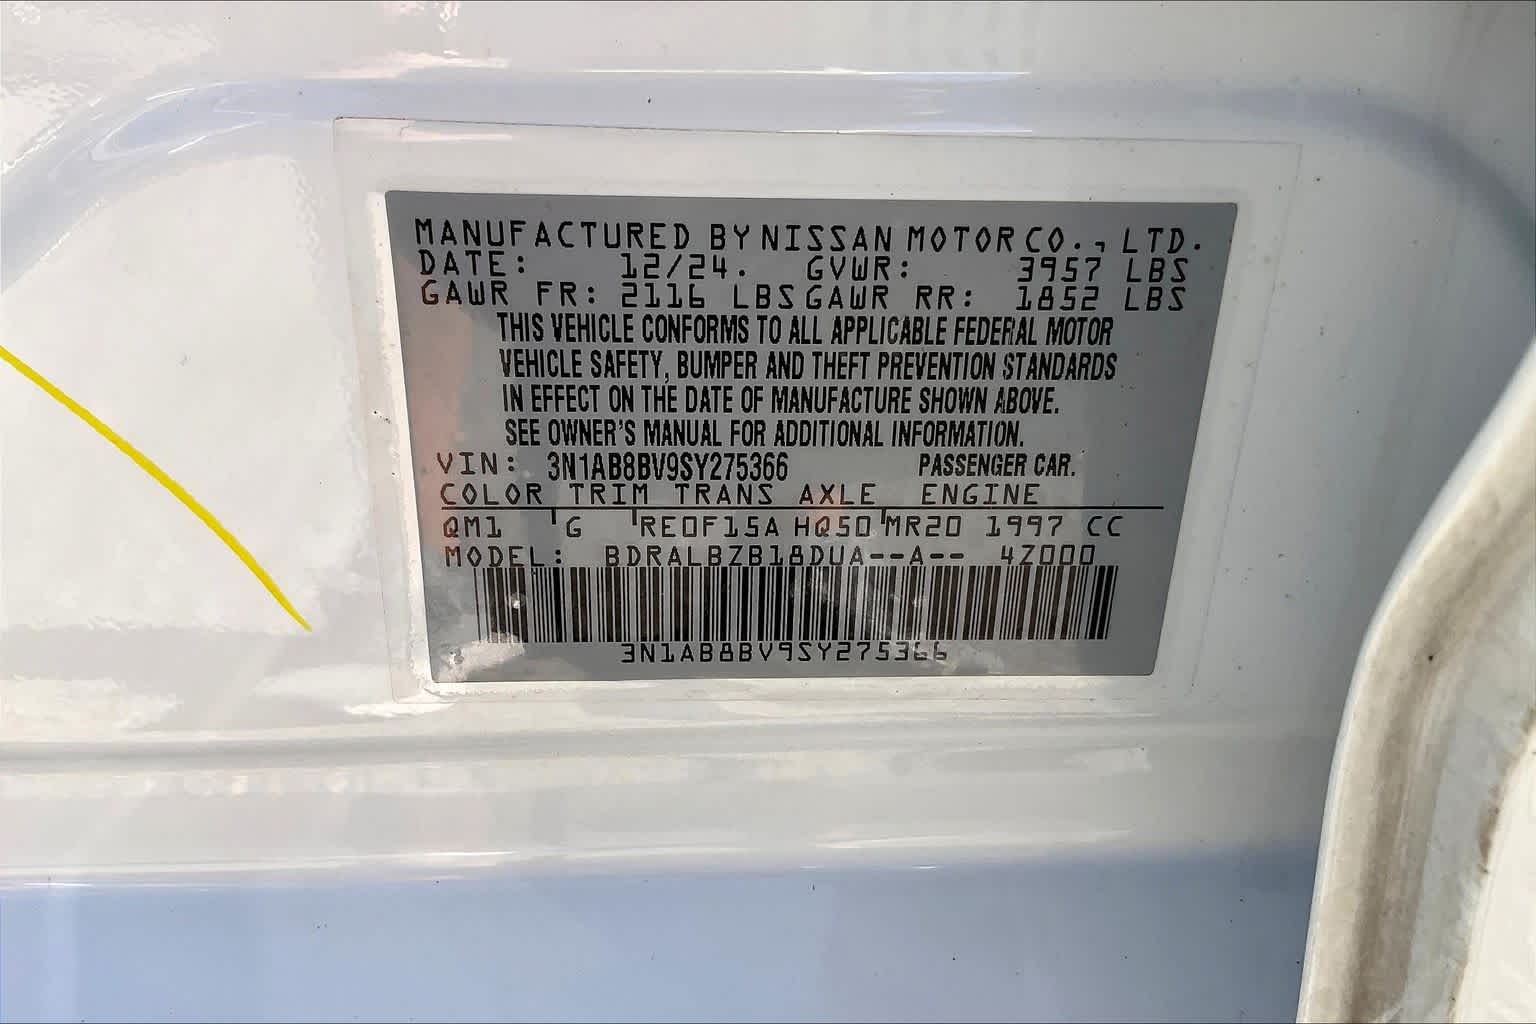 MANUFACTURED BY NISSAN MOTOR CO., LTD.
DATE: 12/24. GVWR: 3957 LBS
GAWR FR: 2116 LBS GAWR RR: 1852 LBS
THIS VEHICLE CONFORMS TO ALL APPLICABLE FEDERAL MOTOR
VEHICLE SAFETY, BUMPER AND THEFT PREVENTION STANDARDS
IN EFFECT ON THE DATE OF MANUFACTURE SHOWN ABOVE.
SEE OWNER'S MANUAL FOR ADDITIONAL INFORMATION.
VIN: 3N1AB8BV9SY275366 PASSENGER CAR.
COLOR TRIM TRANS AXLE ENGINE
QM1 G RE0F15A HQ50 MR20 1997 CC
MODEL: BDRALBZB18DUA--A-- 4Z000
3N1AB8BV9SY275366